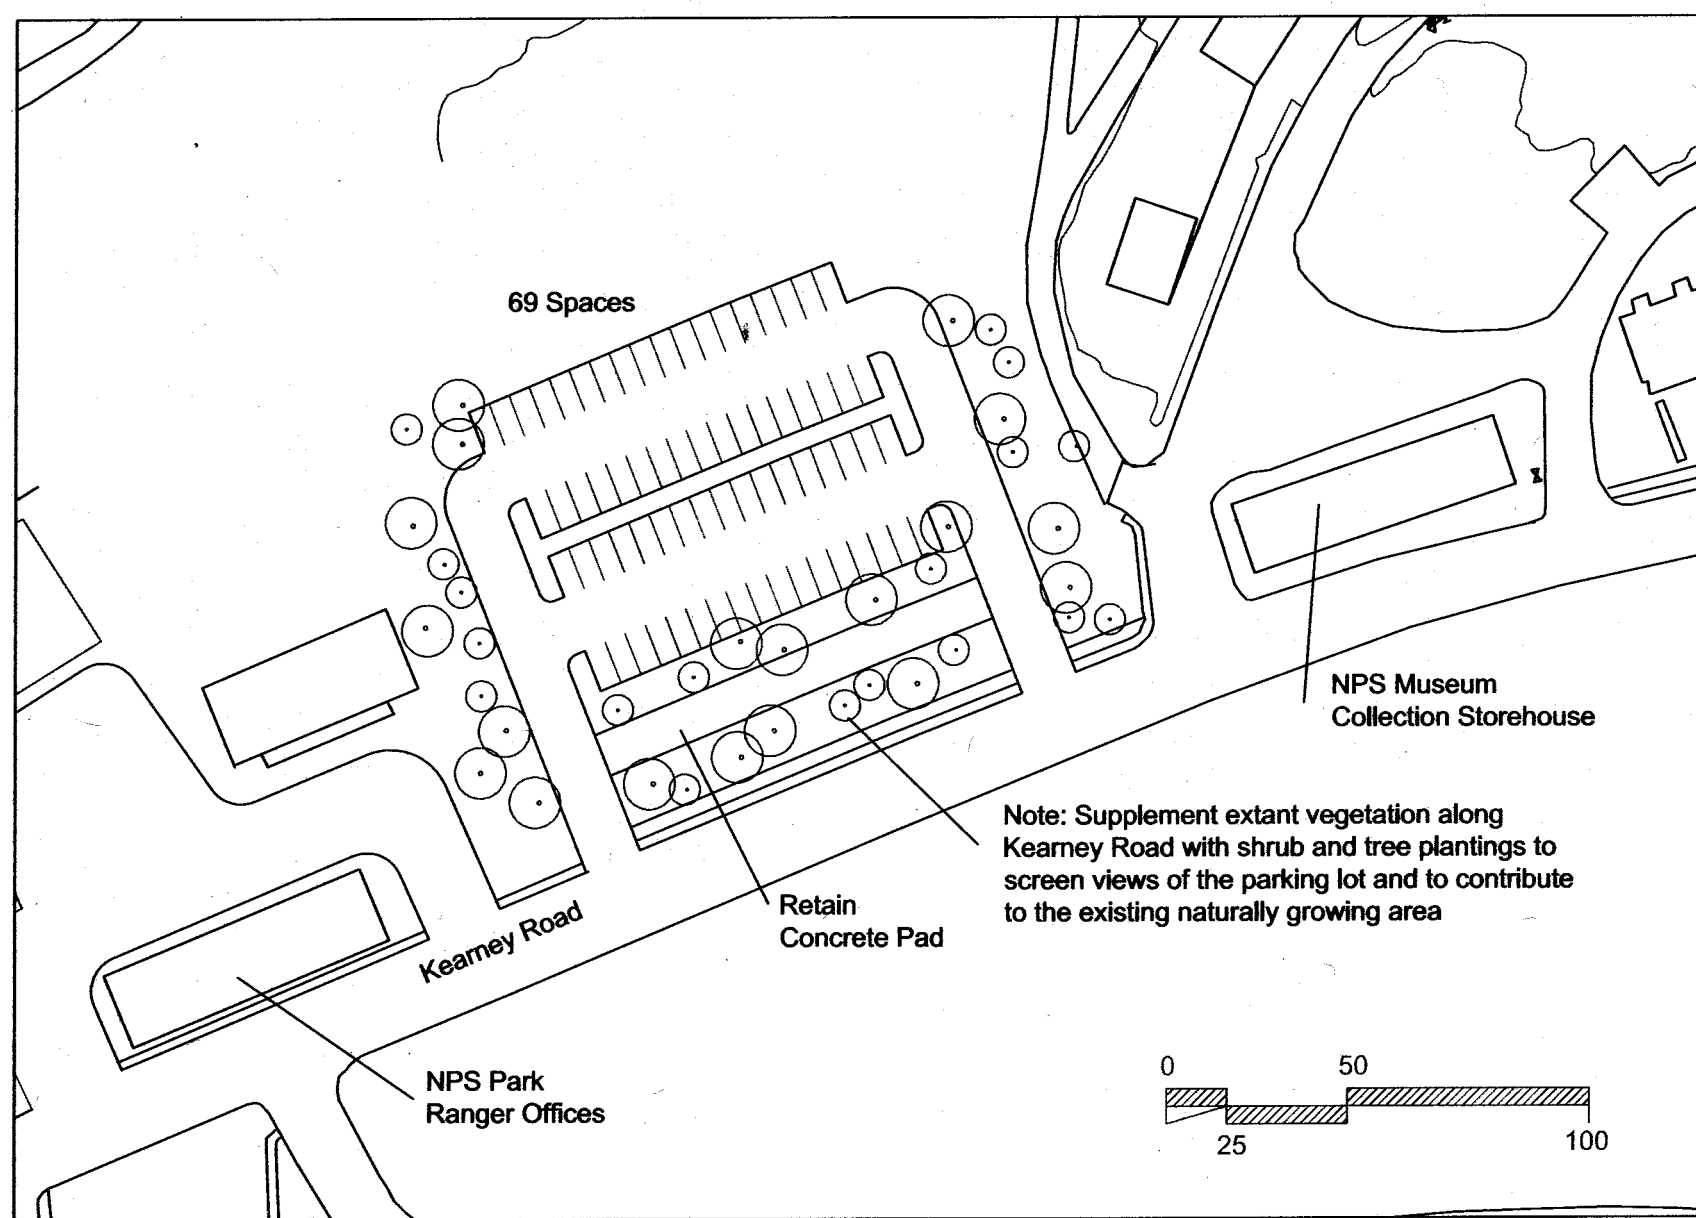 69 Spaces
NPS Museum
Collection Storehouse
Note: Supplement extant vegetation along
Kearney Road with shrub and tree plantings to
screen views of the parking lot and to contribute
to the existing naturally growing area
Retain
Concrete Pad
Kearney Road
NPS Park
Ranger Offices
0
50
25
100